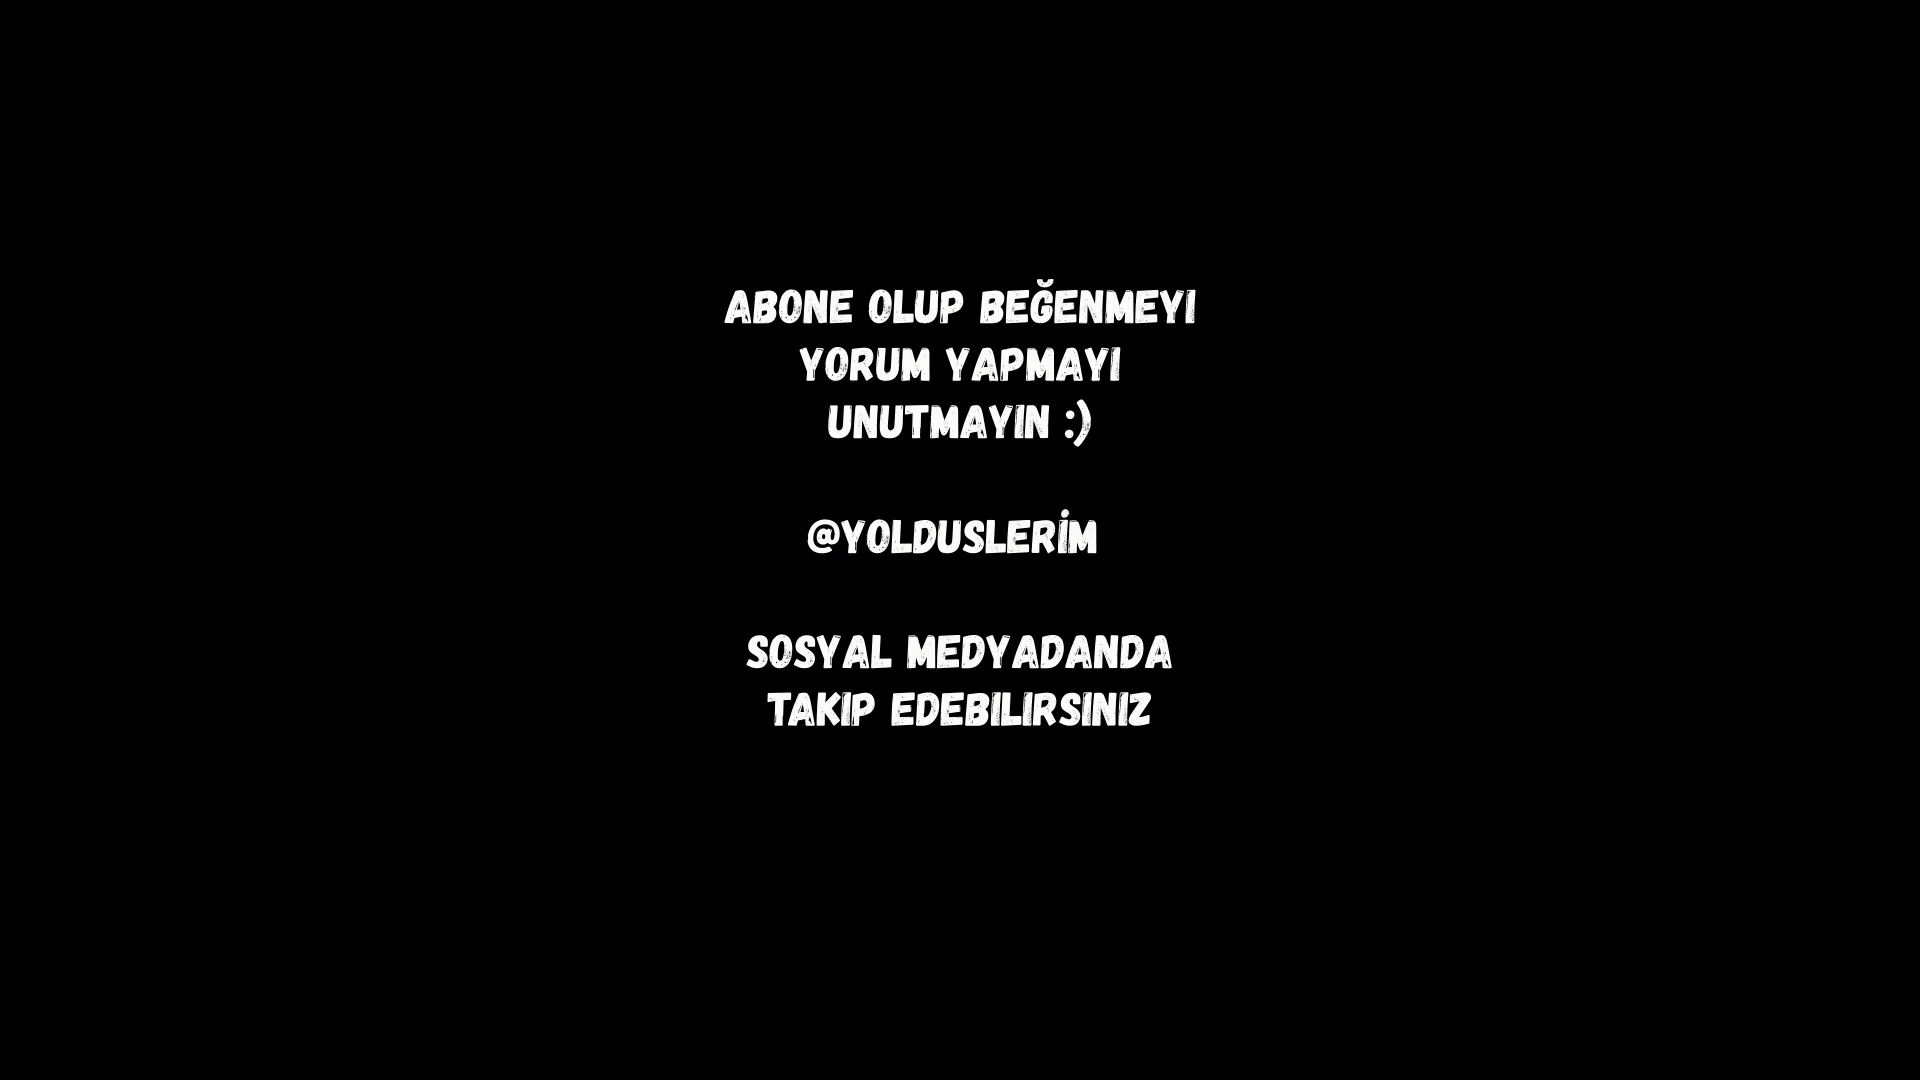 ABONE OLUP BEĞENMEYI
YORUM YAPMAYI
UNUTMAYIN :)
@YOLDUSLERİM
SOSYAL MEDYADANDA
TAKIP EDEBILIRSINIZ